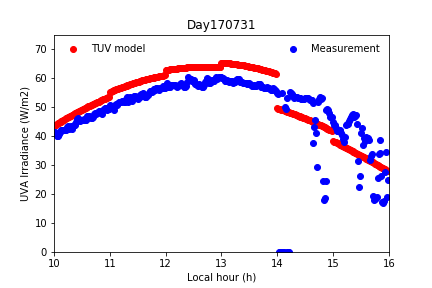 Day170731
TUV model
Measurement
UVA Irradiance (W/m2)
70
60
50
40
30
20
10
0
10 11 12 13 14 15 16
Local hour (h)